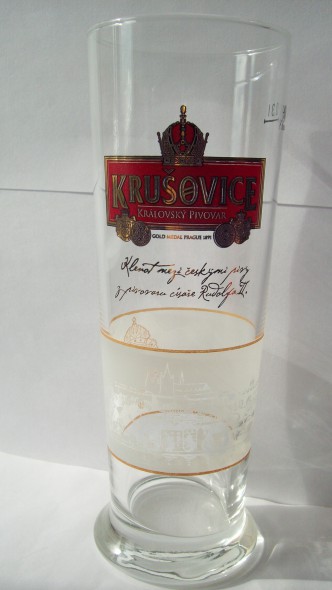 KRUŠOVICE
KRÁLOVSKÝ PIVOVAR
GOLD MEDAL PRAGUE 1891
Klenot mezi českými pivy
z pivovaru císaře Rudolfa II.